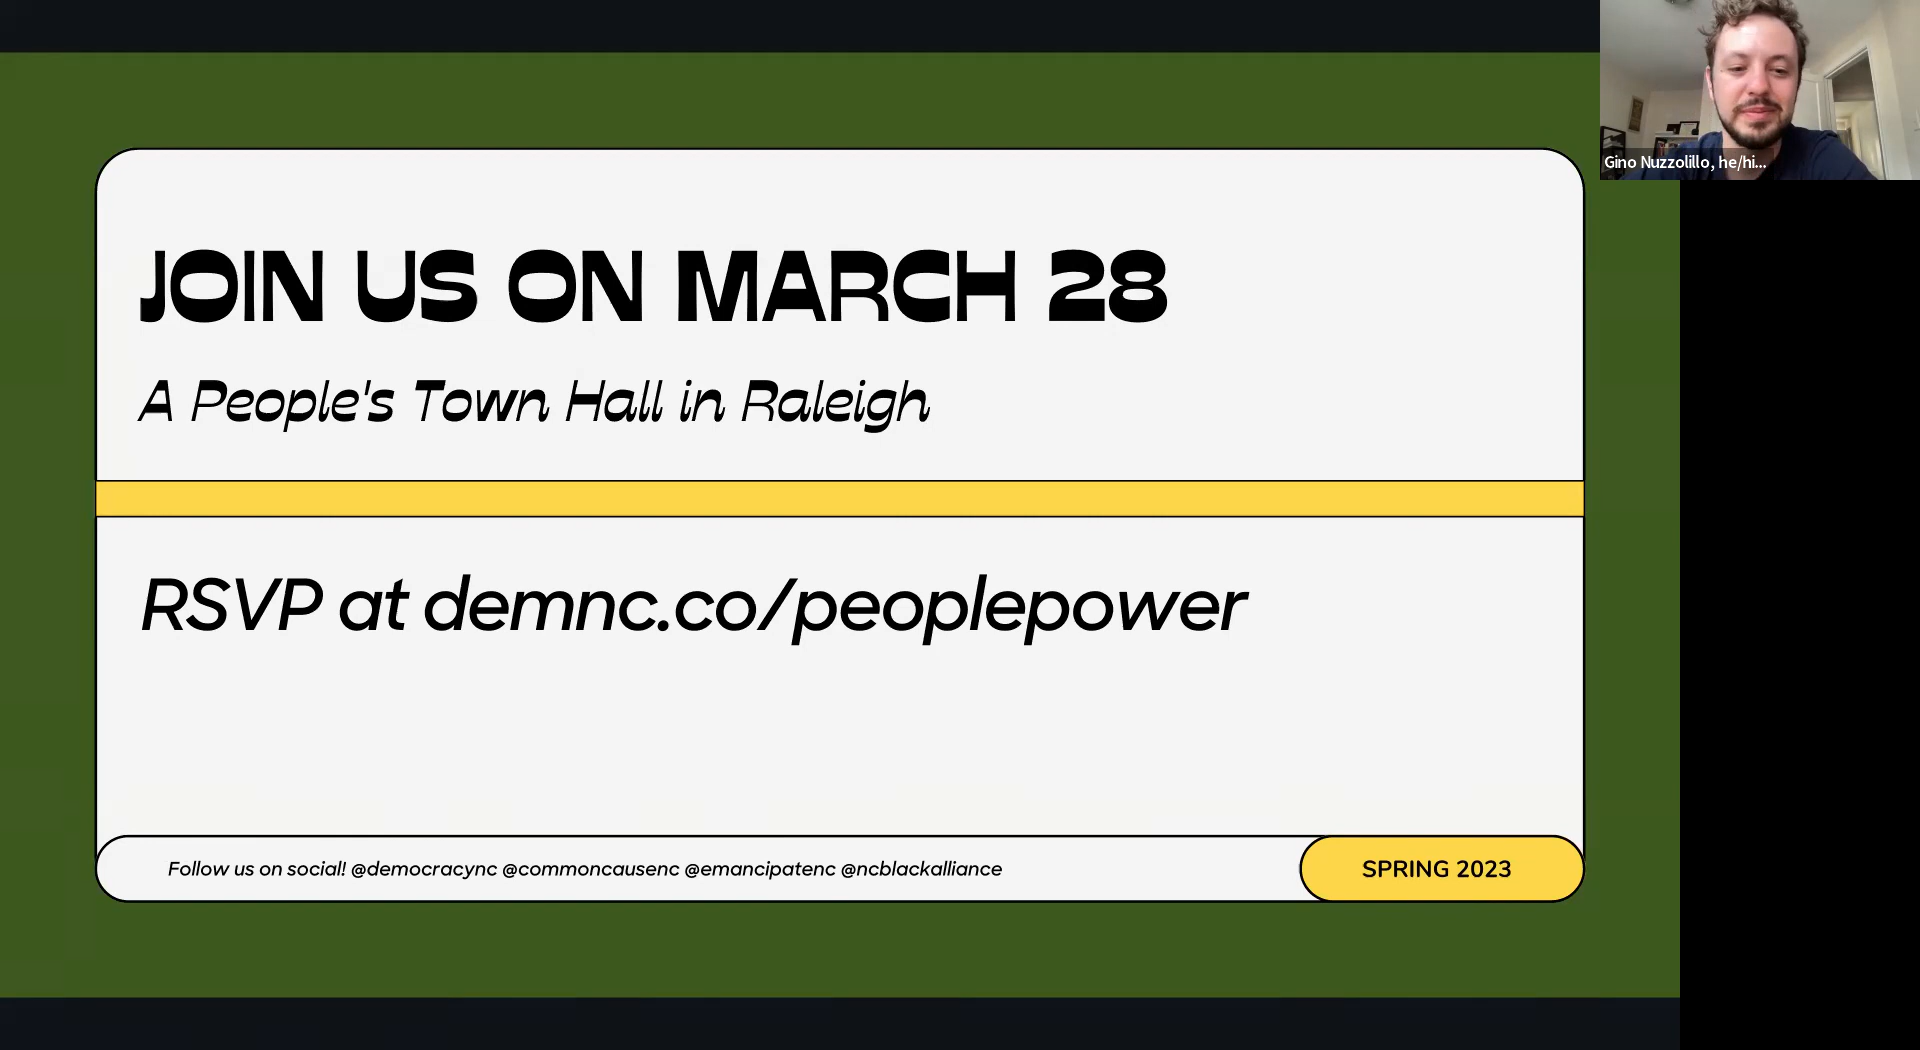 JOIN US ON MARCH 28
A People's Town Hall in Raleigh
RSVP at demnc.co/peoplepower
Follow us on social! @democracync @commoncausenc @emancipatenc @ncblackalliance
SPRING 2023
Gino Nuzzolillo, he/hi...